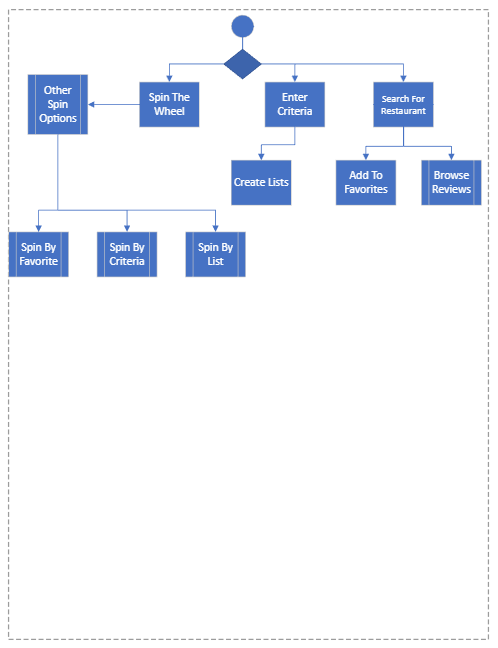 Other
Spin
Options
Spin The
Wheel
Enter
Criteria
Search For
Restaurant
Create Lists
Add To
Favorites
Browse
Reviews
Spin By
Favorite
Spin By
Criteria
Spin By
List